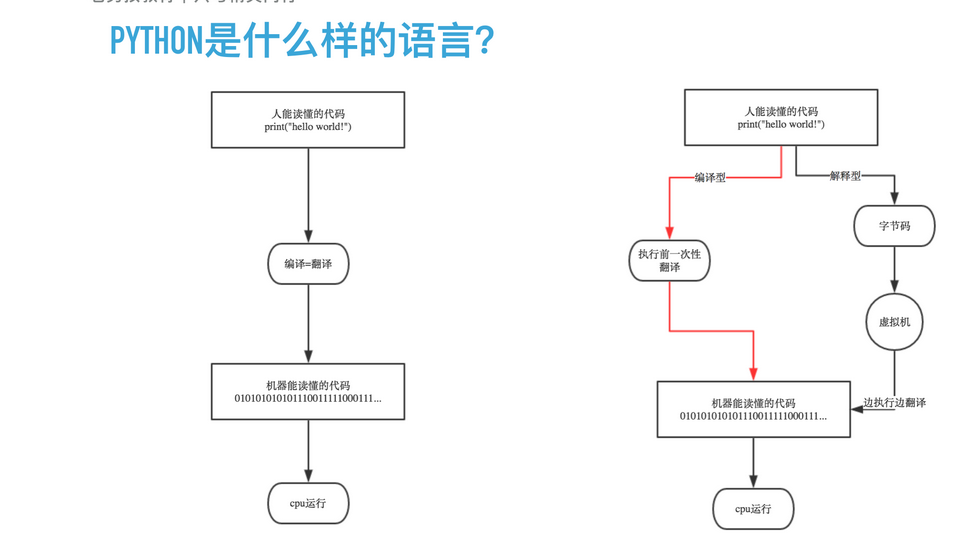 PYTHON是什么样的语言?
人能读懂的代码
print("hello world!")
编译=翻译
机器能读懂的代码
0101010101011100111110001 11...
cpu运行
人能读懂的代码
print("hello world!")
编译型
解释型
字节码
执行前一次性
翻译
虚拟机
机器能读懂的代码
010101010101110011111000111...
边执行边翻译
cpu运行